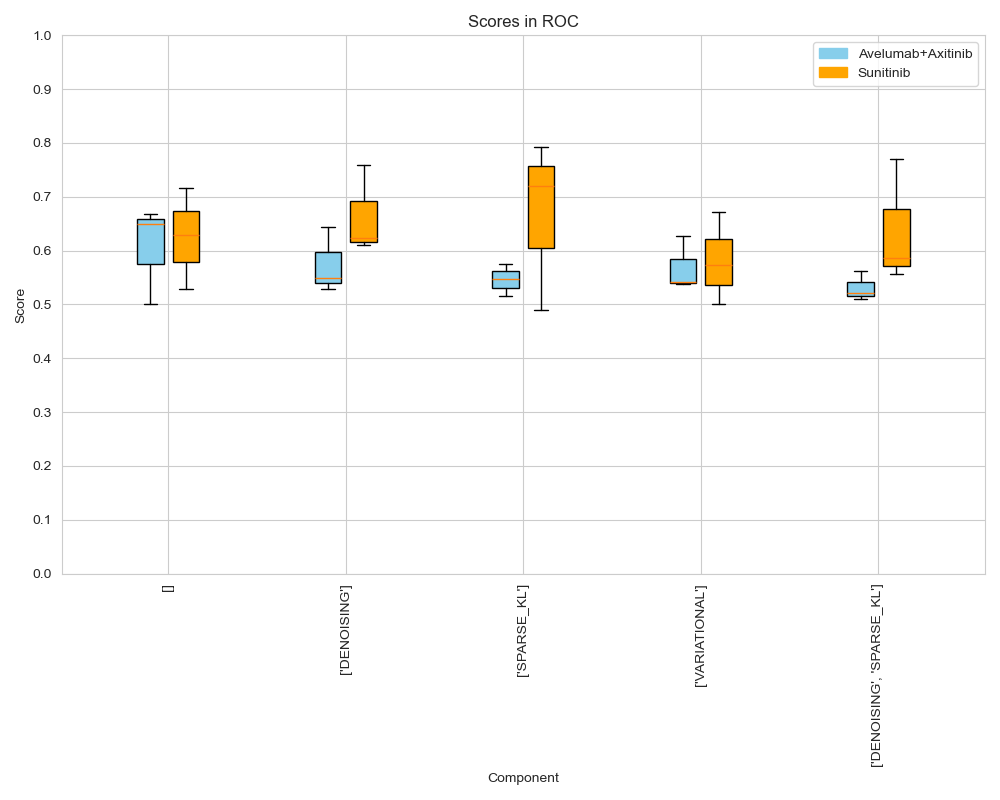 Scores in ROC
Avelumab+Axitinib
Sunitinib
Score
1.0
0.9
0.8
0.7
0.6
0.5
0.4
0.3
0.2
0.1
0.0
[]
['DENOISING']
['SPARSE_KL']
['VARIATIONAL']
['DENOISING', 'SPARSE_KL']
Component